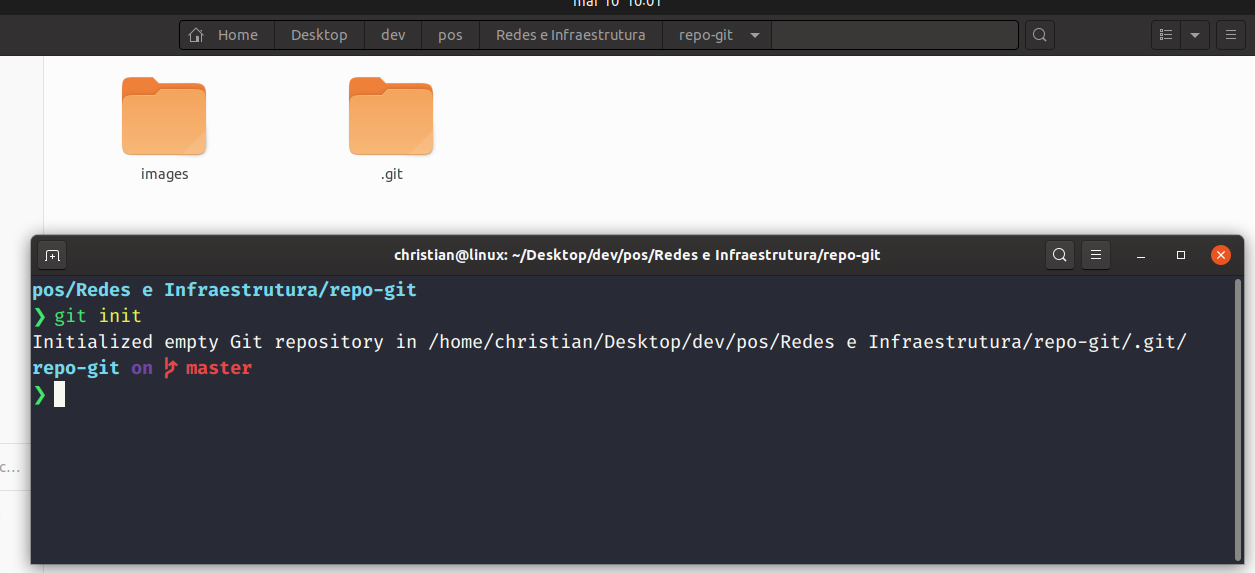 mar 10 10:01
Home Desktop dev pos Redes e Infraestrutura repo-git
images .git
christian@linux: ~/Desktop/dev/pos/Redes e Infraestrutura/repo-git
pos/Redes e Infraestrutura/repo-git
❯ git init
Initialized empty Git repository in /home/christian/Desktop/dev/pos/Redes e Infraestrutura/repo-git/.git/
repo-git on master
❯
c...